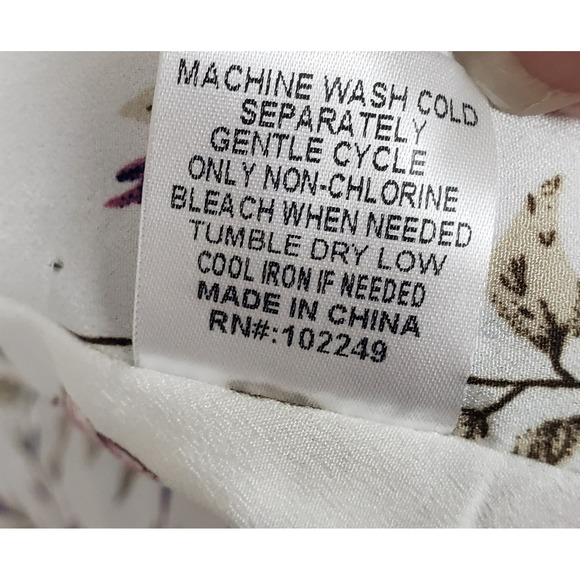 MACHINE WASH COLD
SEPARATELY
GENTLE CYCLE
ONLY NON-CHLORINE
BLEACH WHEN NEEDED
TUMBLE DRY LOW
COOL IRON IF NEEDED
MADE IN CHINA
RN#:102249